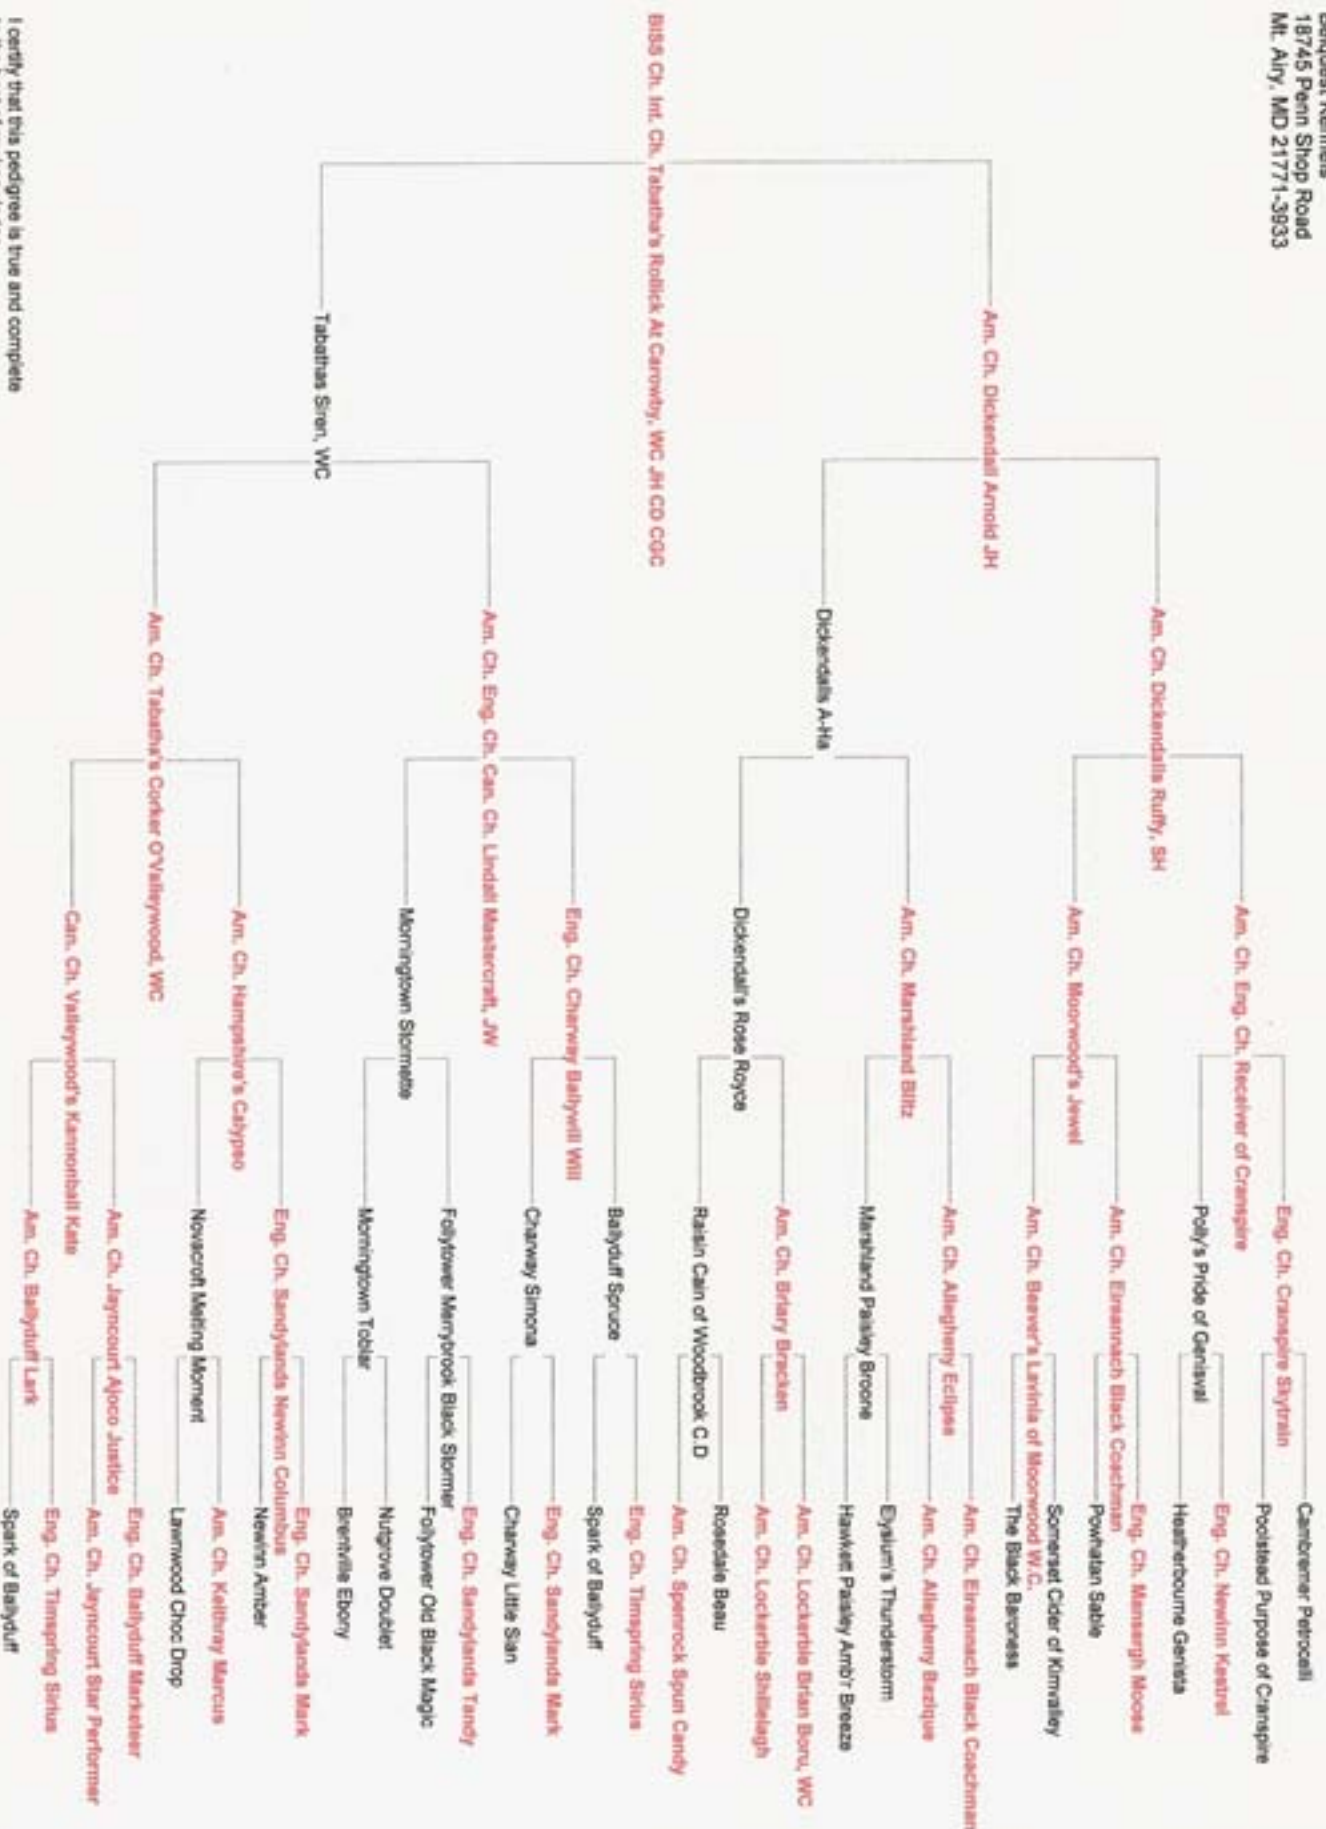 18745 Penn Shop Road
Mt. Airy, MD 21771-3933
Cambremer Petrocelli
Eng. Ch. Cranspire Skytrain
Poolstead Purpose of Cranspire
Am. Ch. Eng. Ch. Receiver of Cranspire
Eng. Ch. Newinn Kestrel
Polly's Pride of Genisval
Heatherbourne Genista
Am. Ch. Dickendalls Ruffy, SH
Eng. Ch. Mansergh Moose
Am. Ch. Eireannach Black Coachman
Powhatan Sable
Am. Ch. Moorwood's Jewel
Somerset Cider of Kimvalley
Am. Ch. Beaver's Lavinia of Moorwood W.C.
The Black Baroness
Am. Ch. Dickendall Arnold JH
Am. Ch. Eireannach Black Coachman
Am. Ch. Allegheny Eclipse
Am. Ch. Allegheny Bazique
Am. Ch. Marshland Blitz
Elysium's Thunderstorm
Marshland Paisley Broone
Hawkett Paisley Amb'r Breeze
Dickendalls A-Ha
Am. Ch. Lockerbie Brian Boru, WC
Am. Ch. Briary Bracken
Am. Ch. Lockerbie Shillelagh
Dickendall's Rose Royce
Rosedale Beau
Raisin Cain of Woodbrook C.D
Am. Ch. Spenrock Spun Candy
BISS Ch. Int. Ch. Tabatha's Rollick At Carowby, WC JH CD CGC
Eng. Ch. Timspring Sirius
Ballyduff Spruce
Spark of Ballyduff
Eng. Ch. Charway Ballywill Will
Eng. Ch. Sandylands Mark
Charway Simona
Charway Little Sian
Am. Ch. Eng. Ch. Can. Ch. Lindall Mastercraft, JW
Eng. Ch. Sandylands Tandy
Follytower Merrybrook Black Stormer
Follytower Old Black Magic
Morningtown Stormette
Nutgrove Doublet
Morningtown Toblar
Brentville Ebony
Tabathas Siren, WC
Eng. Ch. Sandylands Mark
Eng. Ch. Sandylands Newinn Columbus
Newinn Amber
Am. Ch. Hampshire's Calypso
Am. Ch. Keithray Marcus
Novacroft Melting Moment
Lawnwood Choc Drop
Am. Ch. Tabatha's Corker O'Valleywood, WC
Eng. Ch. Ballyduff Marketeer
Am. Ch. Jayncourt Ajoco Justice
Am. Ch. Jayncourt Star Performer
Can. Ch. Valleywood's Kannonball Kate
Eng. Ch. Timspring Sirius
Am. Ch. Ballyduff Lark
Spark of Ballyduff
I certify that this pedigree is true and complete